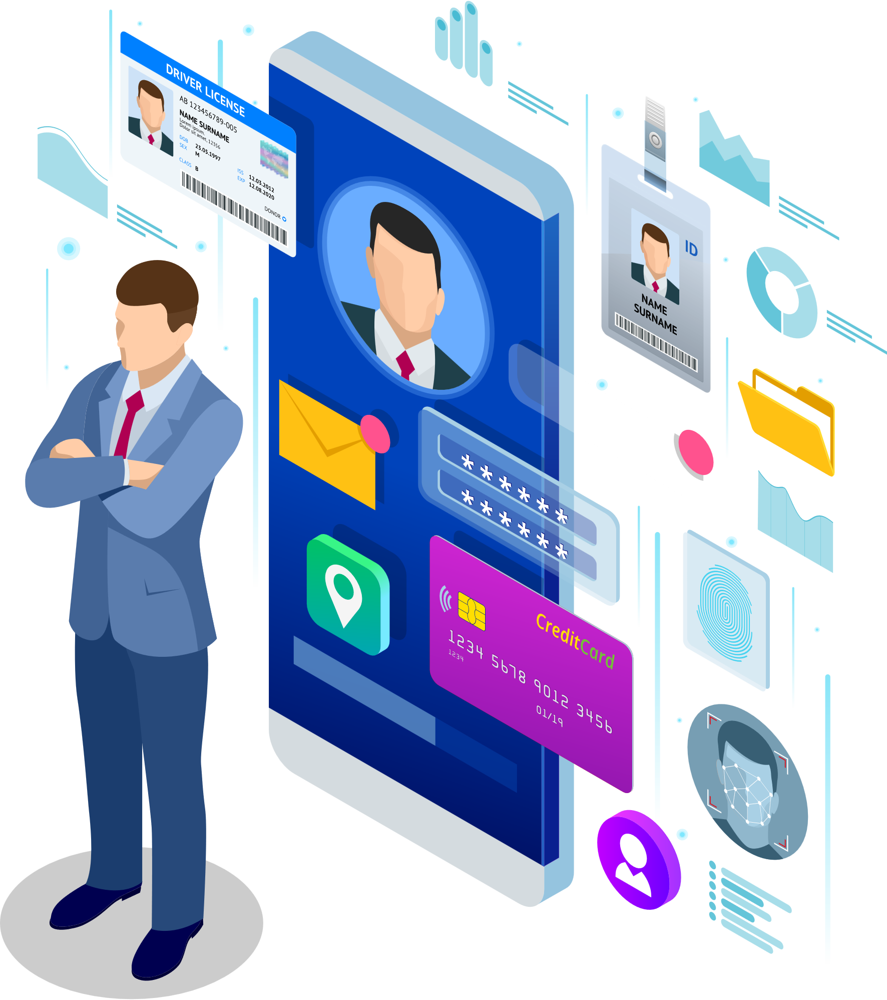 DRIVER LICENSE
AB 123456789-005
NAME SURNAME
Lorem ipsum.
Dolor sit amet, 12356
DOB 23.05.1997
SEX M
CLASS B
ISS 12.03.2012
EXP 12.08.2020
DONOR
ID
NAME
SURNAME
******
******
CreditCard
1234 5678 9012 3456
1234
01/19